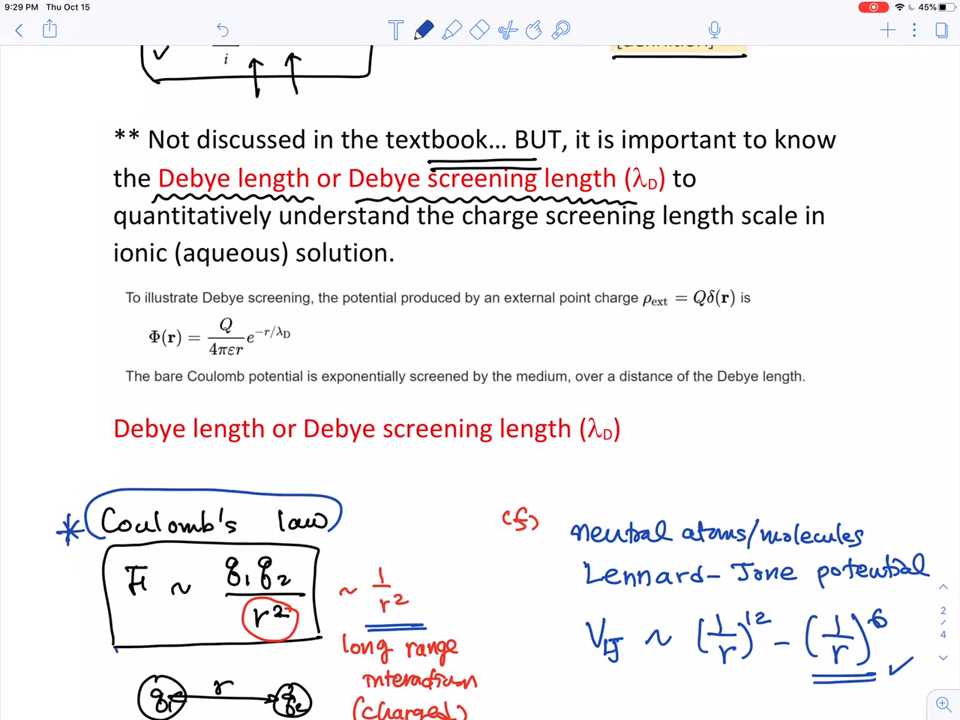 9:29 PM Thu Oct 15
45%
✓ i
** Not discussed in the textbook... BUT, it is important to know
the Debye length or Debye screening length (λD) to
quantitatively understand the charge screening length scale in
ionic (aqueous) solution.
To illustrate Debye screening, the potential produced by an external point charge ρext = Qδ(r) is
Φ(r) = Q/4πεr e^−r/λD
The bare Coulomb potential is exponentially screened by the medium, over a distance of the Debye length.
Debye length or Debye screening length (λD)
* Coulomb's law
F ~ q1q2/r²
~ 1/r²
long range
interaction
(charged)
q1 r q2
(cf)
neutral atoms/molecules
Lennard-Jone potential
VLJ ~ (1/r)^12 − (1/r)^6 ✓
2
/
4